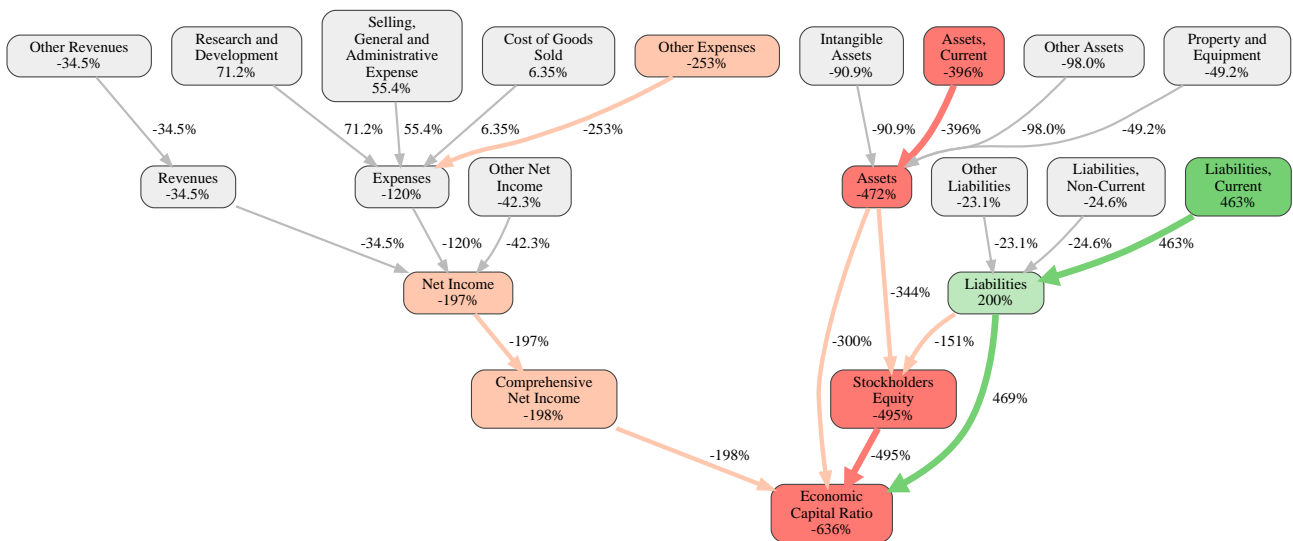 Other Revenues
-34.5%
Research and
Development
71.2%
Selling,
General and
Administrative
Expense
55.4%
Cost of Goods
Sold
6.35%
Other Expenses
-253%
Intangible
Assets
-90.9%
Assets,
Current
-396%
Other Assets
-98.0%
Property and
Equipment
-49.2%
-34.5%
71.2%
55.4%
6.35%
-253%
-90.9%
-396%
-98.0%
-49.2%
Revenues
-34.5%
Expenses
-120%
Other Net
Income
-42.3%
Assets
-472%
Other
Liabilities
-23.1%
Liabilities,
Non-Current
-24.6%
Liabilities,
Current
463%
-34.5%
-120%
-42.3%
-23.1%
-24.6%
463%
Net Income
-197%
-344%
Liabilities
200%
-197%
-300%
-151%
Comprehensive
Net Income
-198%
Stockholders
Equity
-495%
469%
-198%
-495%
Economic
Capital Ratio
-636%